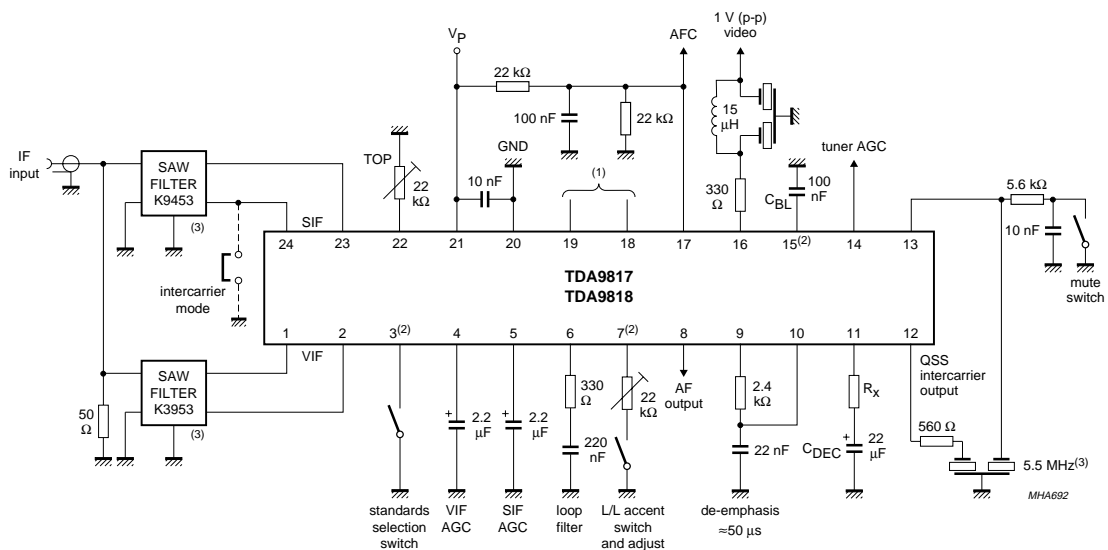 1 V (p-p)
video
VP
AFC
22 kΩ
100 nF
22 kΩ
15
μH
IF
input
SAW
FILTER
K9453
(3)
TOP
22
kΩ
GND
10 nF
(1)
330
Ω
CBL
100
nF
tuner AGC
5.6 kΩ
10 nF
mute
switch
SIF
24
23
22
21
20
19
18
17
16
15(2)
14
13
intercarrier
mode
TDA9817
TDA9818
1
2
3(2)
4
5
6
7(2)
8
9
10
11
12
VIF
SAW
FILTER
K3953
(3)
50
Ω
2.2
μF
+
2.2
μF
+
330
Ω
220
nF
22
kΩ
AF
output
2.4
kΩ
22 nF
RX
CDEC
+
22
μF
QSS
intercarrier
output
560 Ω
5.5 MHz(3)
MHA692
standards
selection
switch
VIF
AGC
SIF
AGC
loop
filter
L/L accent
switch
and adjust
de-emphasis
≈50 μs